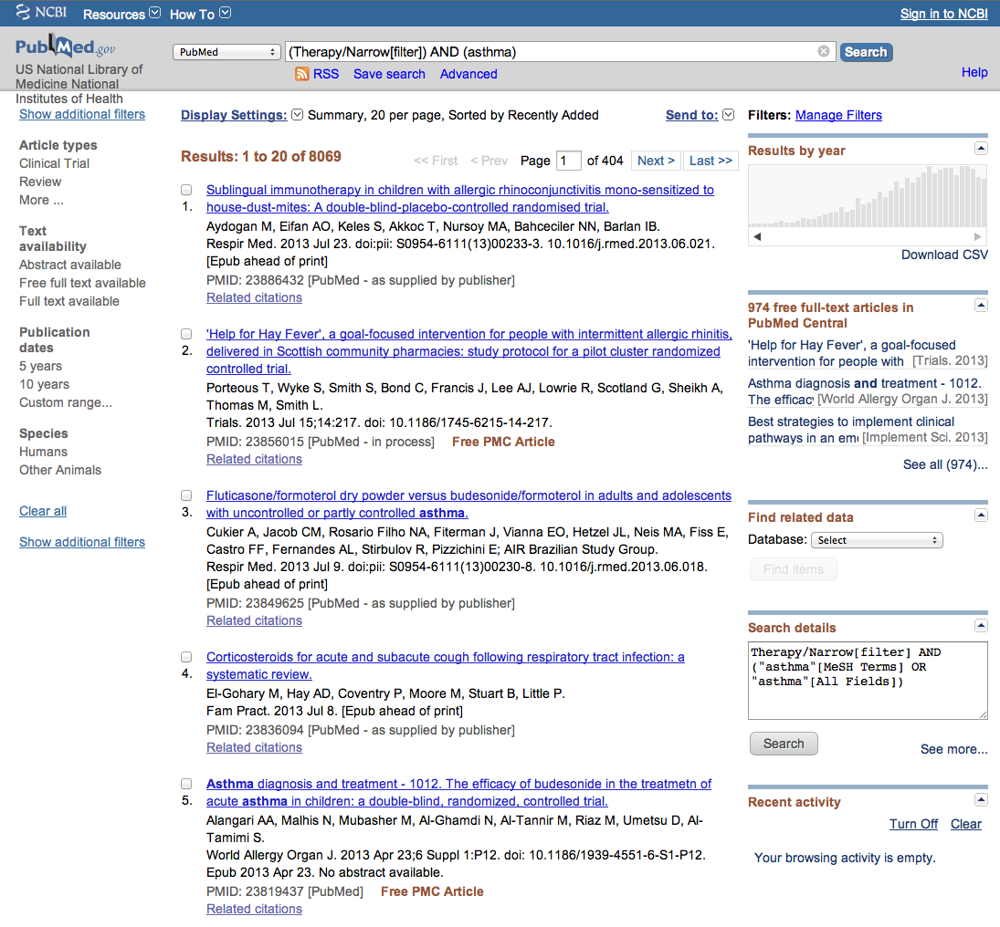 NCBI Resources How To Sign in to NCBI
PubMed.gov
US National Library of
Medicine National
Institutes of Health
PubMed (Therapy/Narrow[filter]) AND (asthma) Search
RSS Save search Advanced
Help
Show additional filters
Article types
Clinical Trial
Review
More ...
Text
availability
Abstract available
Free full text available
Full text available
Publication
dates
5 years
10 years
Custom range...
Species
Humans
Other Animals
Clear all
Show additional filters
Display Settings: Summary, 20 per page, Sorted by Recently Added Send to:
Results: 1 to 20 of 8069
<< First < Prev Page 1 of 404 Next > Last >>
1. Sublingual immunotherapy in children with allergic rhinoconjunctivitis mono-sensitized to
house-dust-mites: A double-blind-placebo-controlled randomised trial.
Aydogan M, Eifan AO, Keles S, Akkoc T, Nursoy MA, Bahceciler NN, Barlan IB.
Respir Med. 2013 Jul 23. doi:pii: S0954-6111(13)00233-3. 10.1016/j.rmed.2013.06.021.
[Epub ahead of print]
PMID: 23886432 [PubMed - as supplied by publisher]
Related citations
2. 'Help for Hay Fever', a goal-focused intervention for people with intermittent allergic rhinitis,
delivered in Scottish community pharmacies: study protocol for a pilot cluster randomized
controlled trial.
Porteous T, Wyke S, Smith S, Bond C, Francis J, Lee AJ, Lowrie R, Scotland G, Sheikh A,
Thomas M, Smith L.
Trials. 2013 Jul 15;14:217. doi: 10.1186/1745-6215-14-217.
PMID: 23856015 [PubMed - in process] Free PMC Article
Related citations
3. Fluticasone/formoterol dry powder versus budesonide/formoterol in adults and adolescents
with uncontrolled or partly controlled asthma.
Cukier A, Jacob CM, Rosario Filho NA, Fiterman J, Vianna EO, Hetzel JL, Neis MA, Fiss E,
Castro FF, Fernandes AL, Stirbulov R, Pizzichini E; AIR Brazilian Study Group.
Respir Med. 2013 Jul 9. doi:pii: S0954-6111(13)00230-8. 10.1016/j.rmed.2013.06.018.
[Epub ahead of print]
PMID: 23849625 [PubMed - as supplied by publisher]
Related citations
4. Corticosteroids for acute and subacute cough following respiratory tract infection: a
systematic review.
El-Gohary M, Hay AD, Coventry P, Moore M, Stuart B, Little P.
Fam Pract. 2013 Jul 8. [Epub ahead of print]
PMID: 23836094 [PubMed - as supplied by publisher]
Related citations
5. Asthma diagnosis and treatment - 1012. The efficacy of budesonide in the treatmetn of
acute asthma in children: a double-blind, randomized, controlled trial.
Alangari AA, Malhis N, Mubasher M, Al-Ghamdi N, Al-Tannir M, Riaz M, Umetsu D, Al-
Tamimi S.
World Allergy Organ J. 2013 Apr 23;6 Suppl 1:P12. doi: 10.1186/1939-4551-6-S1-P12.
Epub 2013 Apr 23. No abstract available.
PMID: 23819437 [PubMed] Free PMC Article
Related citations
Filters: Manage Filters
Results by year
Download CSV
974 free full-text articles in
PubMed Central
'Help for Hay Fever', a goal-focused
intervention for people with [Trials. 2013]
Asthma diagnosis and treatment - 1012.
The efficac [World Allergy Organ J. 2013]
Best strategies to implement clinical
pathways in an eme [Implement Sci. 2013]
See all (974)...
Find related data
Database: Select
Find items
Search details
Therapy/Narrow[filter] AND
("asthma"[MeSH Terms] OR
"asthma"[All Fields])
Search
See more...
Recent activity
Turn Off Clear
Your browsing activity is empty.